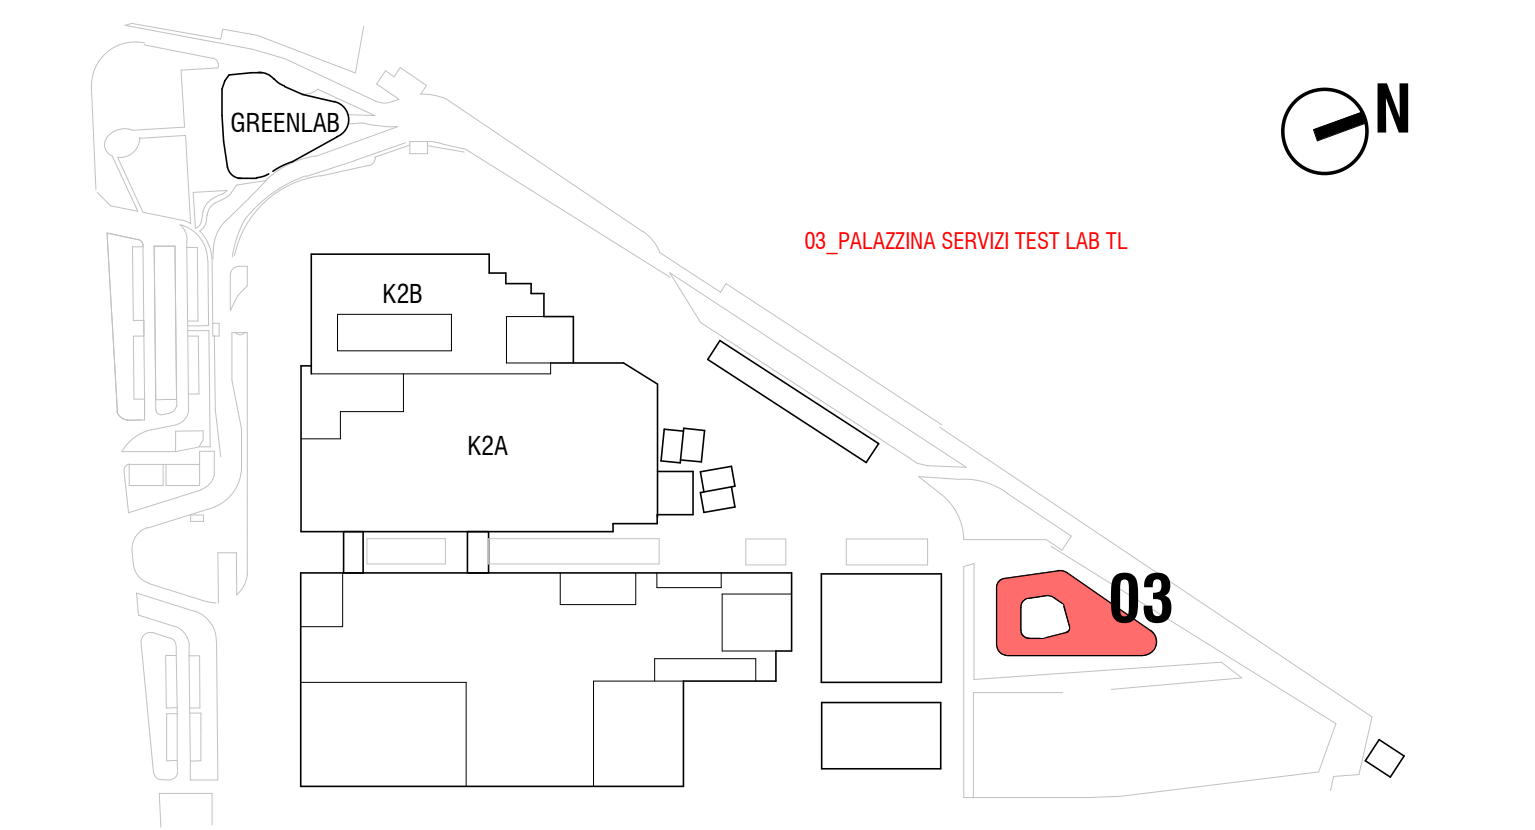 N
GREENLAB
03_PALAZZINA SERVIZI TEST LAB TL
K2B
K2A
03